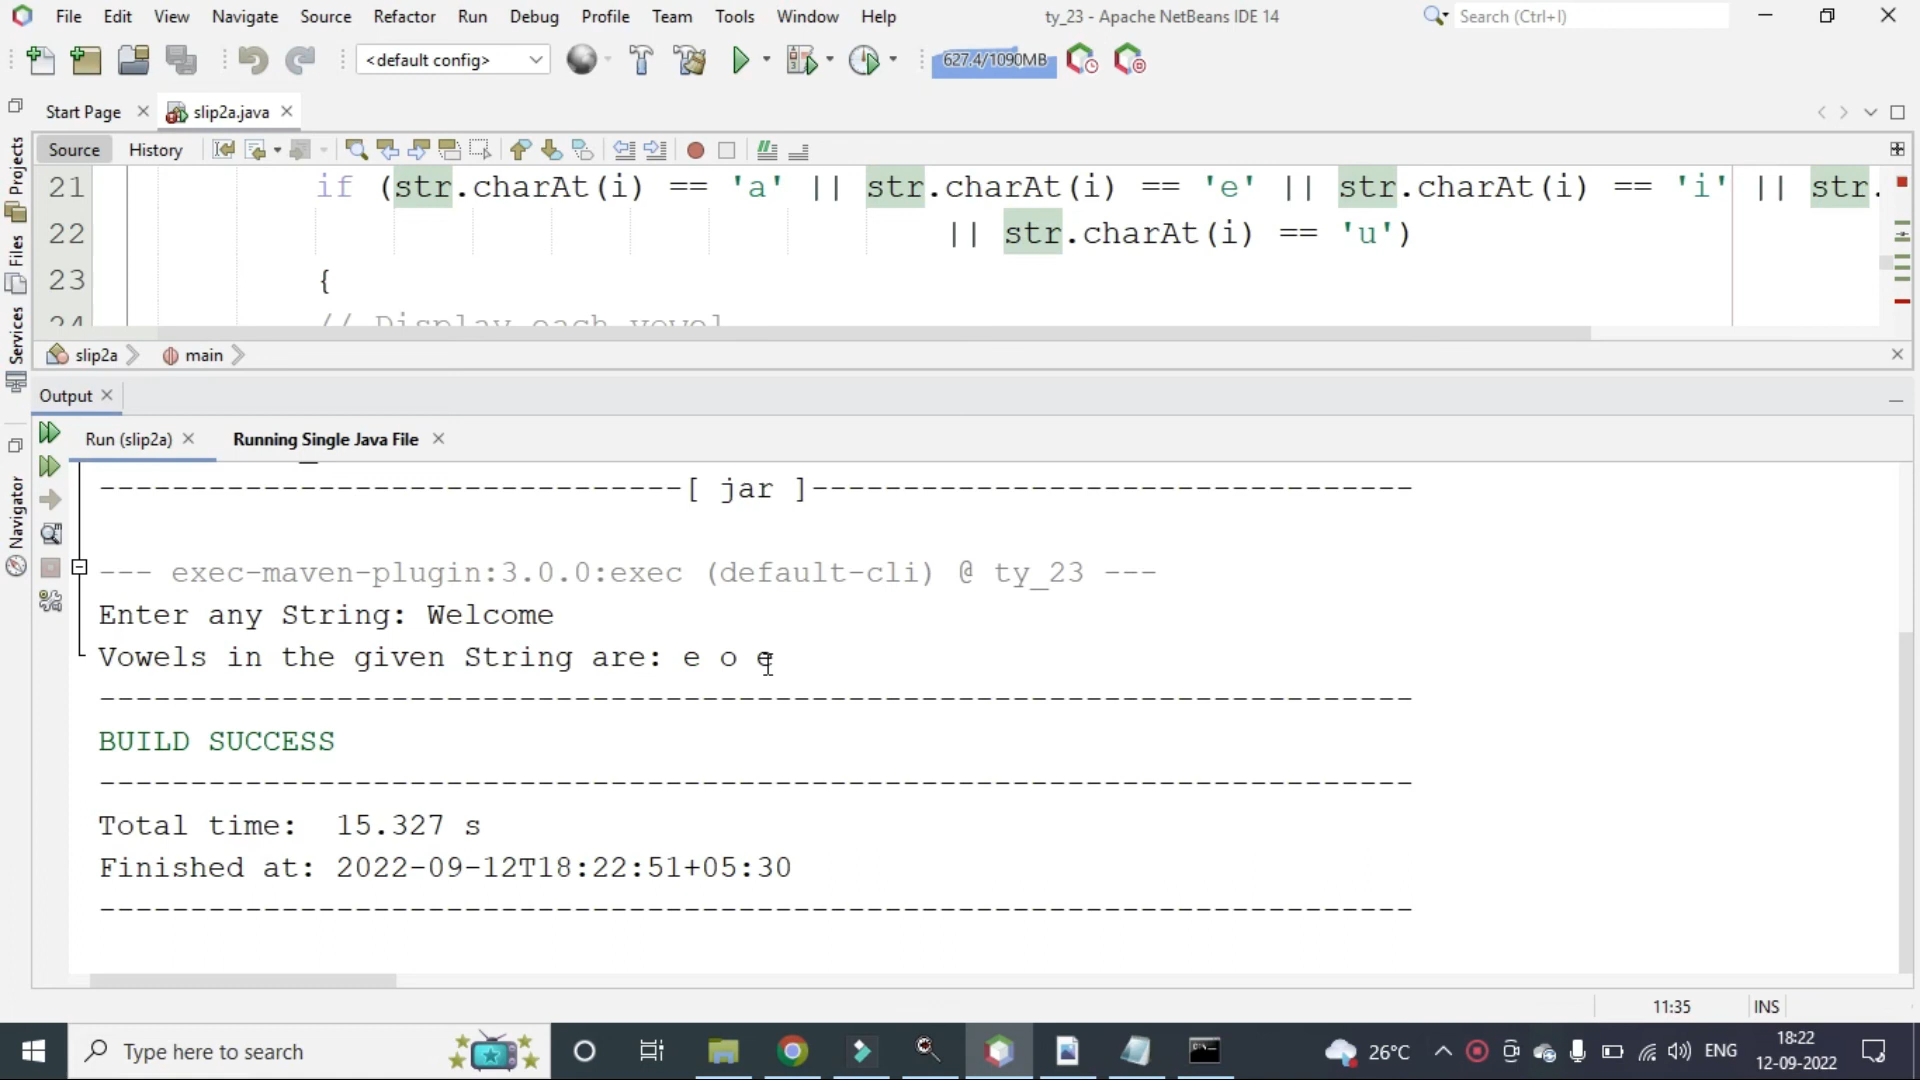 File Edit View Navigate Source Refactor Run Debug Profile Team Tools Window Help
ty_23 - Apache NetBeans IDE 14
Search (Ctrl+I)
<default config>
627.4/1090MB
Start Page
slip2a.java
Projects
Files
Services
Navigator
Source History
21 if (str.charAt(i) == 'a' || str.charAt(i) == 'e' || str.charAt(i) == 'i' || str.
22 || str.charAt(i) == 'u')
23 {
24 // Display each vowel
slip2a main
Output
Run (slip2a) Running Single Java File
--------------------------------[ jar ]---------------------------------
--- exec-maven-plugin:3.0.0:exec (default-cli) @ ty_23 ---
Enter any String: Welcome
Vowels in the given String are: e o e
------------------------------------------------------------------------
BUILD SUCCESS
------------------------------------------------------------------------
Total time:  15.327 s
Finished at: 2022-09-12T18:22:51+05:30
------------------------------------------------------------------------
11:35 INS
Type here to search
26°C
ENG
18:22
12-09-2022